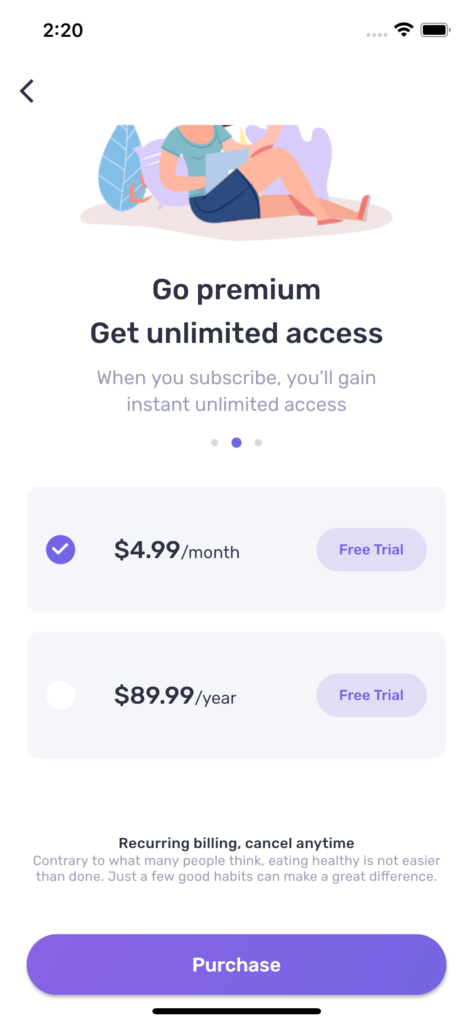 2:20
Go premium
Get unlimited access
When you subscribe, you’ll gain
instant unlimited access
$4.99/month
Free Trial
$89.99/year
Free Trial
Recurring billing, cancel anytime
Contrary to what many people think, eating healthy is not easier
than done. Just a few good habits can make a great difference.
Purchase